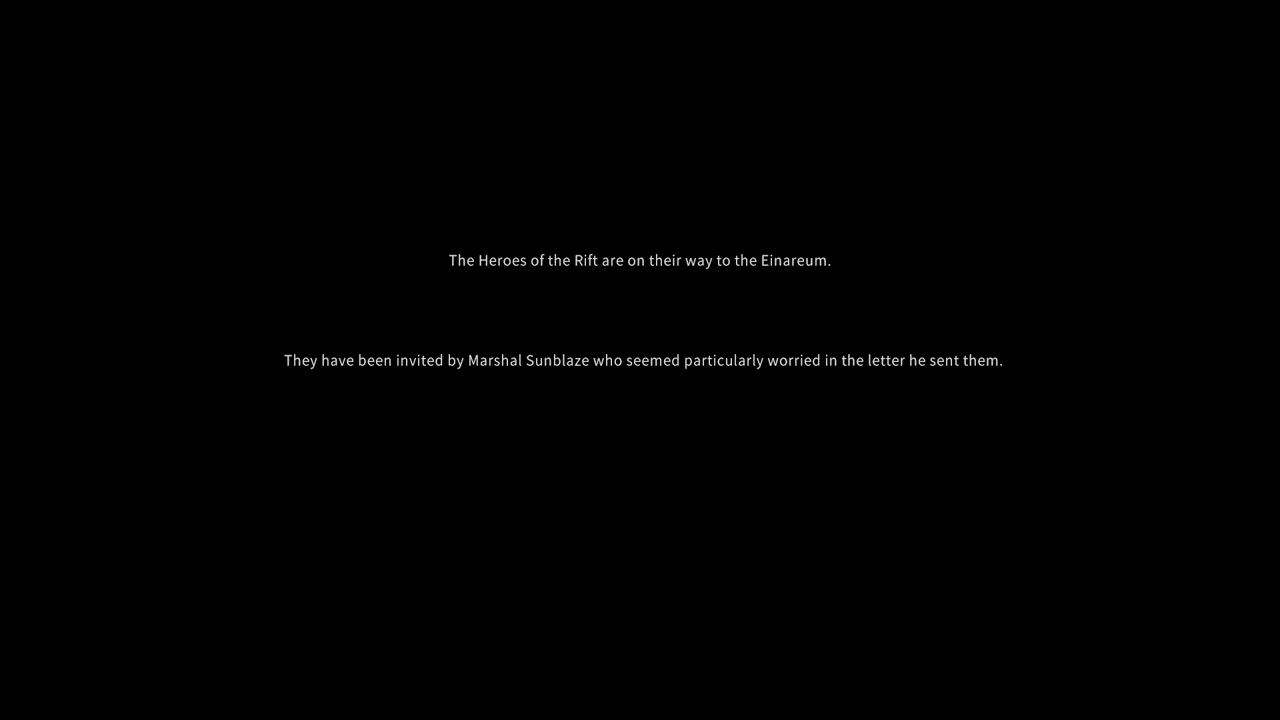 The Heroes of the Rift are on their way to the Einareum.
They have been invited by Marshal Sunblaze who seemed particularly worried in the letter he sent them.